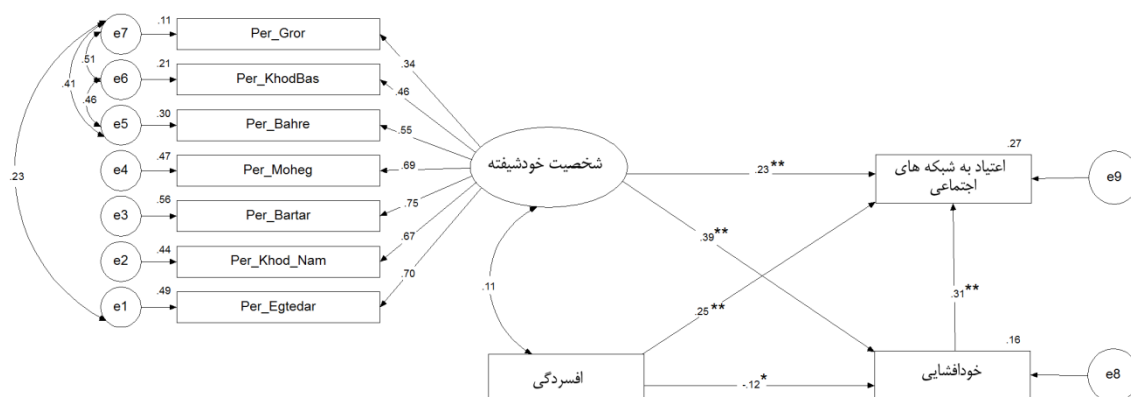 e7
.11
Per_Gror
.34
.51
e6
.21
Per_KhodBas
.46
.41
.46
e5
.30
Per_Bahre
.55
e4
.47
Per_Moheg
.69
.23
e3
.56
Per_Bartar
.75
e2
.44
Per_Khod_Nam
.67
e1
.49
Per_Egtedar
.70
شخصیت خودشیفته
.23**
.27
اعتیاد به شبکه های
اجتماعی
e9
.39**
.11
.25**
.31**
افسردگی
-.12*
.16
خودافشایی
e8